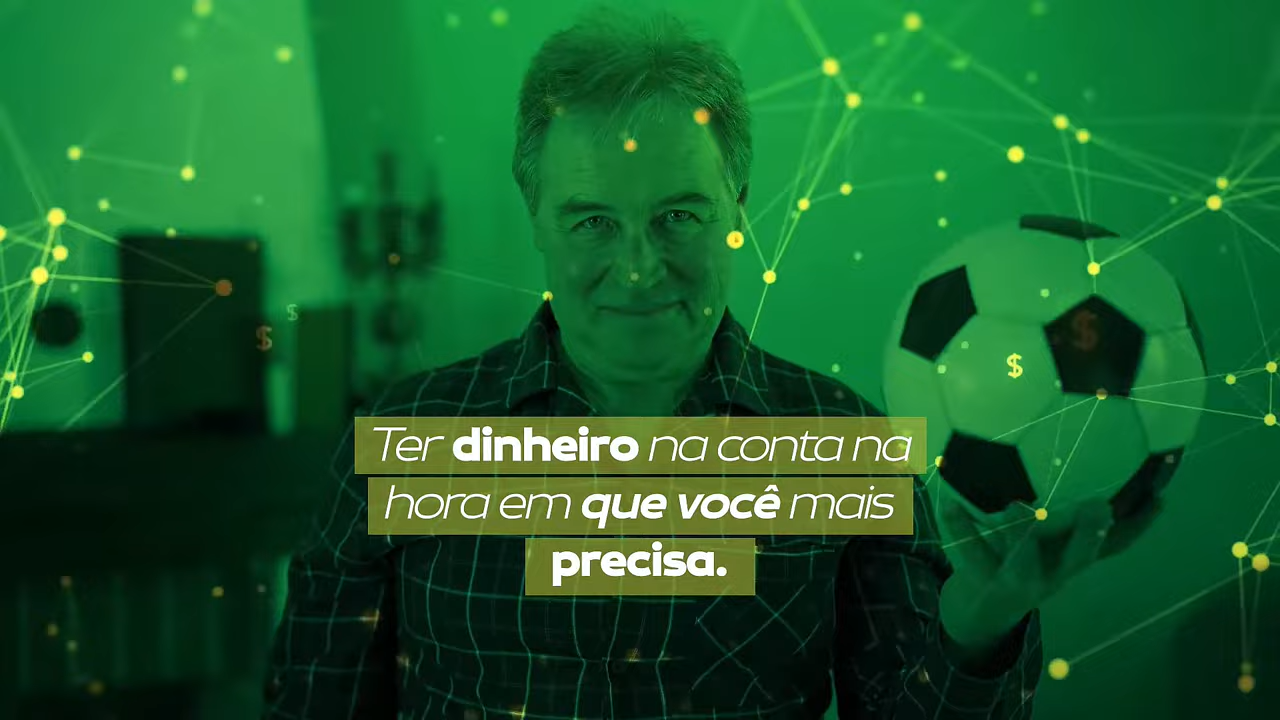 Ter dinheiro na conta na
hora em que você mais
precisa.
$
$
$
$